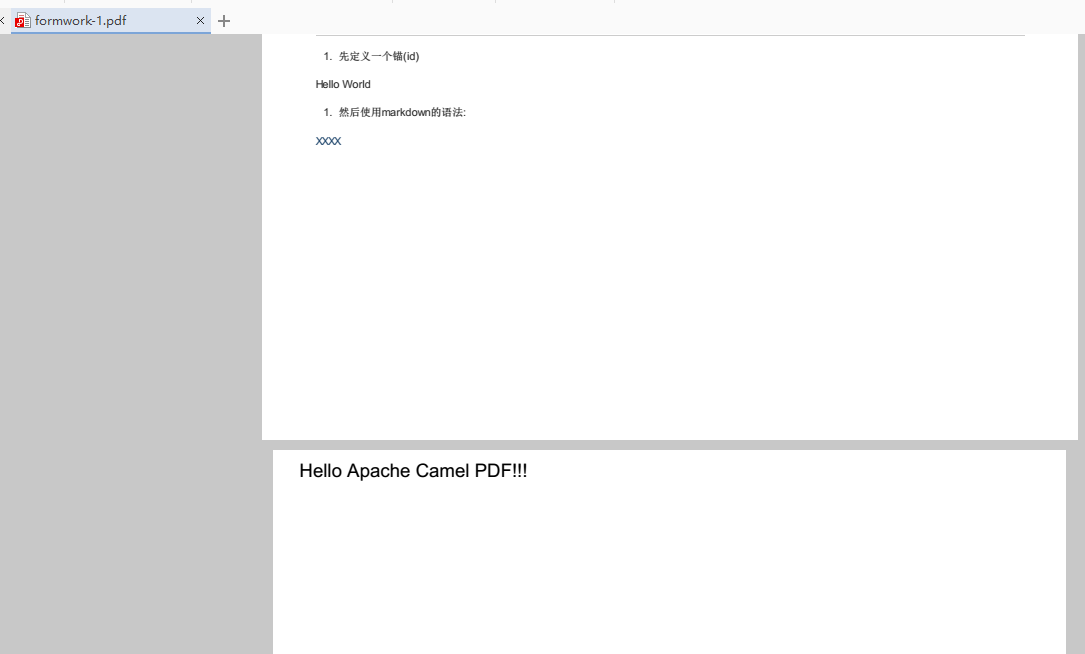 formwork-1.pdf
1. 先定义一个锚(id)
Hello World
1. 然后使用markdown的语法:
XXXX
Hello Apache Camel PDF!!!